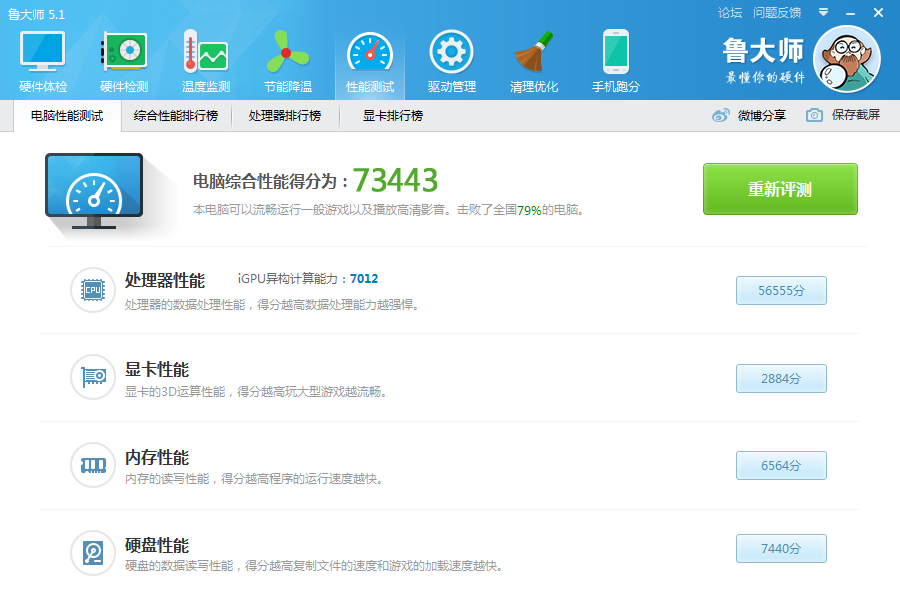 鲁大师 5.1
论坛 问题反馈
硬件体检 硬件检测 温度监测 节能降温 性能测试 驱动管理 清理优化 手机跑分
鲁大师
最懂你的硬件
电脑性能测试 综合性能排行榜 处理器排行榜 显卡排行榜 微博分享 保存截屏
电脑综合性能得分为：73443
本电脑可以流畅运行一般游戏以及播放高清影音。击败了全国79%的电脑。
重新评测
CPU
处理器性能 iGPU异构计算能力：7012
处理器的数据处理性能，得分越高数据处理能力越强悍。
56555分
显卡性能
显卡的3D运算性能，得分越高玩大型游戏越流畅。
2884分
内存性能
内存的读写性能，得分越高程序的运行速度越快。
6564分
硬盘性能
硬盘的数据读写性能，得分越高复制文件的速度和游戏的加载速度越快。
7440分